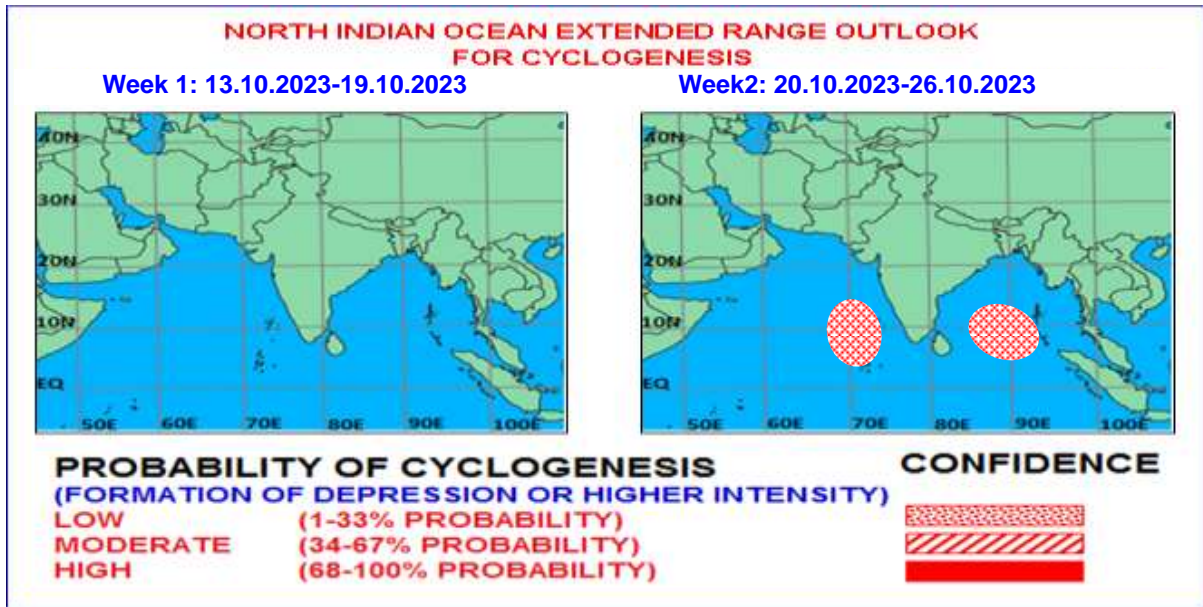 NORTH INDIAN OCEAN EXTENDED RANGE OUTLOOK
FOR CYCLOGENESIS
Week 1: 13.10.2023-19.10.2023
Week2: 20.10.2023-26.10.2023
40N
30N
20N
10N
EQ
50E 60E 70E 80E 90E 100E
40N
30N
20N
10N
EQ
50E 60E 70E 80E 90E 100E
PROBABILITY OF CYCLOGENESIS
(FORMATION OF DEPRESSION OR HIGHER INTENSITY)
LOW (1-33% PROBABILITY)
MODERATE (34-67% PROBABILITY)
HIGH (68-100% PROBABILITY)
CONFIDENCE